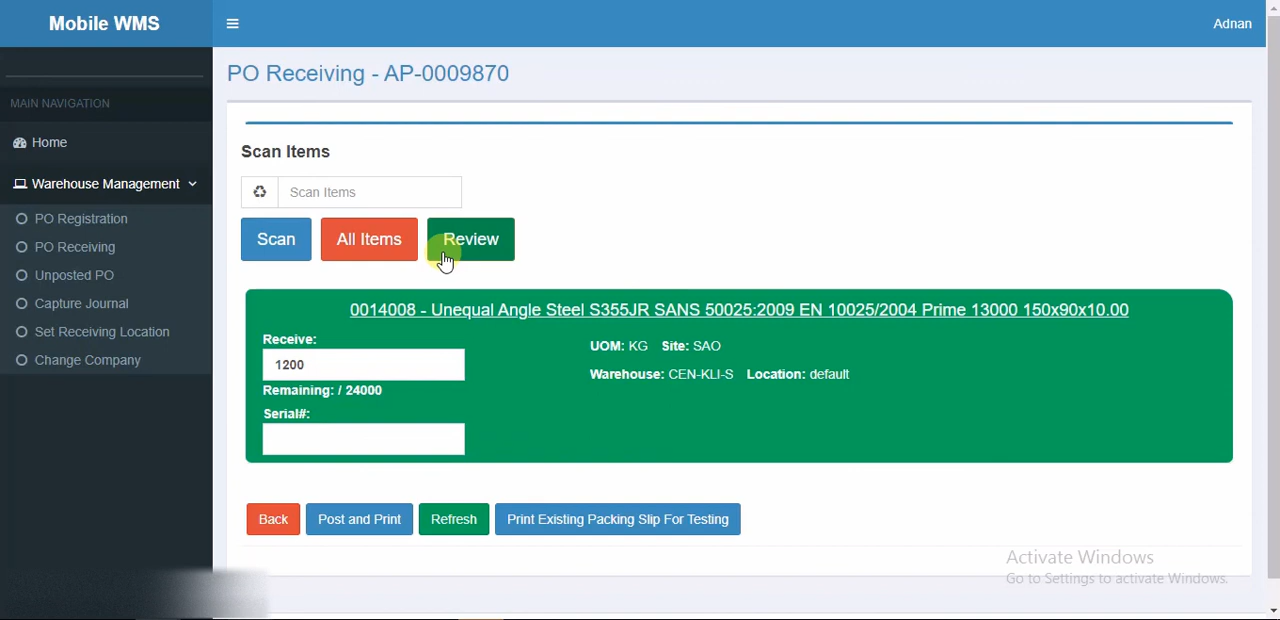 Mobile WMS
Adnan
PO Receiving - AP-0009870
MAIN NAVIGATION
Home
Warehouse Management
PO Registration
PO Receiving
Unposted PO
Capture Journal
Set Receiving Location
Change Company
Scan Items
Scan Items
Scan All Items Review
0014008 - Unequal Angle Steel S355JR SANS 50025:2009 EN 10025/2004 Prime 13000 150x90x10.00
Receive:
1200
Remaining: / 24000
Serial#:
UOM: KG Site: SAO
Warehouse: CEN-KLI-S Location: default
Back Post and Print Refresh Print Existing Packing Slip For Testing
Activate Windows
Go to Settings to activate Windows.